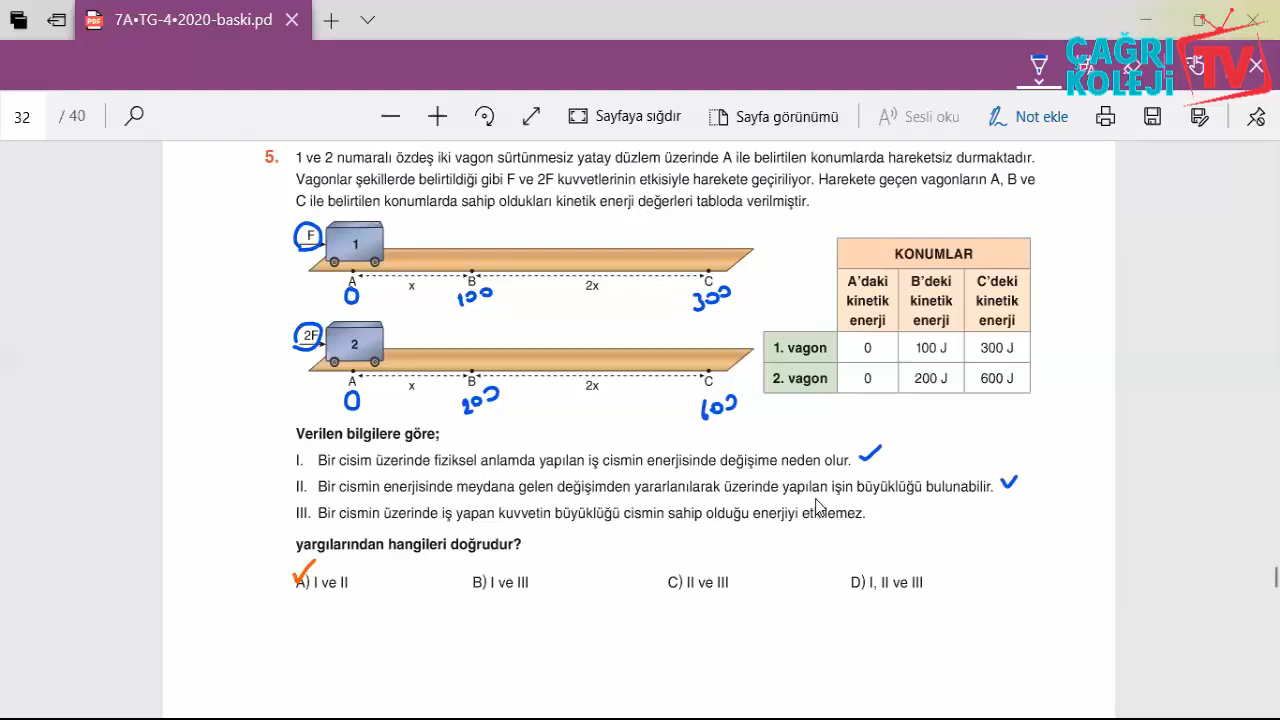 7A•TG-4•2020-baski.pd
ÇAĞRI
KOLEJİ
TV
32 / 40
Sayfaya sığdır
Sayfa görünümü
Sesli oku
Not ekle
5. 1 ve 2 numaralı özdeş iki vagon sürtünmesiz yatay düzlem üzerinde A ile belirtilen konumlarda hareketsiz durmaktadır.
Vagonlar şekillerde belirtildiği gibi F ve 2F kuvvetlerinin etkisiyle harekete geçiriliyor. Harekete geçen vagonların A, B ve
C ile belirtilen konumlarda sahip oldukları kinetik enerji değerleri tabloda verilmiştir.
F
1
A B C
x 2x
0 100 300
2F
2
A B C
x 2x
0 200 600
KONUMLAR
A'daki kinetik enerji B'deki kinetik enerji C'deki kinetik enerji
1. vagon 0 100 J 300 J
2. vagon 0 200 J 600 J
Verilen bilgilere göre;
I. Bir cisim üzerinde fiziksel anlamda yapılan iş cismin enerjisinde değişime neden olur.
II. Bir cismin enerjisinde meydana gelen değişimden yararlanılarak üzerinde yapılan işin büyüklüğü bulunabilir.
III. Bir cismin üzerinde iş yapan kuvvetin büyüklüğü cismin sahip olduğu enerjiyi etkilemez.
yargılarından hangileri doğrudur?
A) I ve II B) I ve III C) II ve III D) I, II ve III